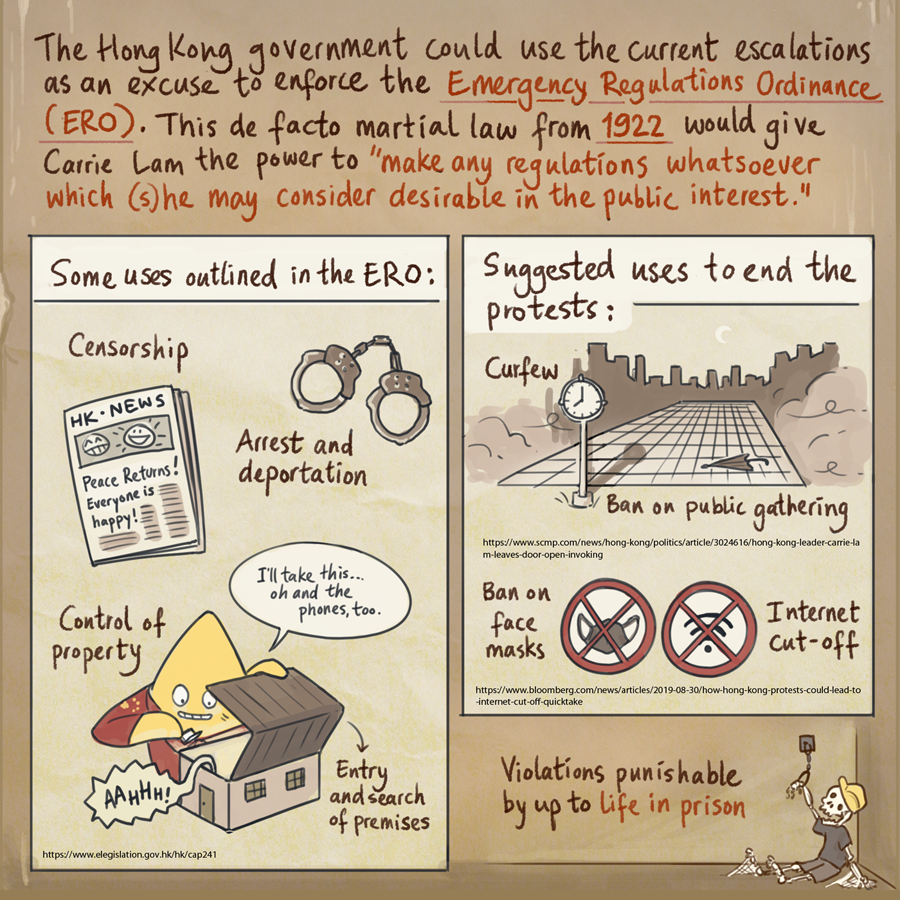 The Hong Kong government could use the current escalations
as an excuse to enforce the Emergency Regulations Ordinance
(ERO). This de facto martial law from 1922 would give
Carrie Lam the power to "make any regulations whatsoever
which (s)he may consider desirable in the public interest."
Some uses outlined in the ERO:
Censorship
HK·NEWS
Peace Returns!
Everyone is
happy!
Arrest and
deportation
I'll take this...
oh and the
phones, too.
Control of
property
AAHHH!
Entry
and search
of premises
https://www.elegislation.gov.hk/hk/cap241
Suggested uses to end the
protests:
Curfew
Ban on public gathering
https://www.scmp.com/news/hong-kong/politics/article/3024616/hong-kong-leader-carrie-la
m-leaves-door-open-invoking
Ban on
face
masks
Internet
cut-off
https://www.bloomberg.com/news/articles/2019-08-30/how-hong-kong-protests-could-lead-to
-internet-cut-off-quicktake
Violations punishable
by up to life in prison